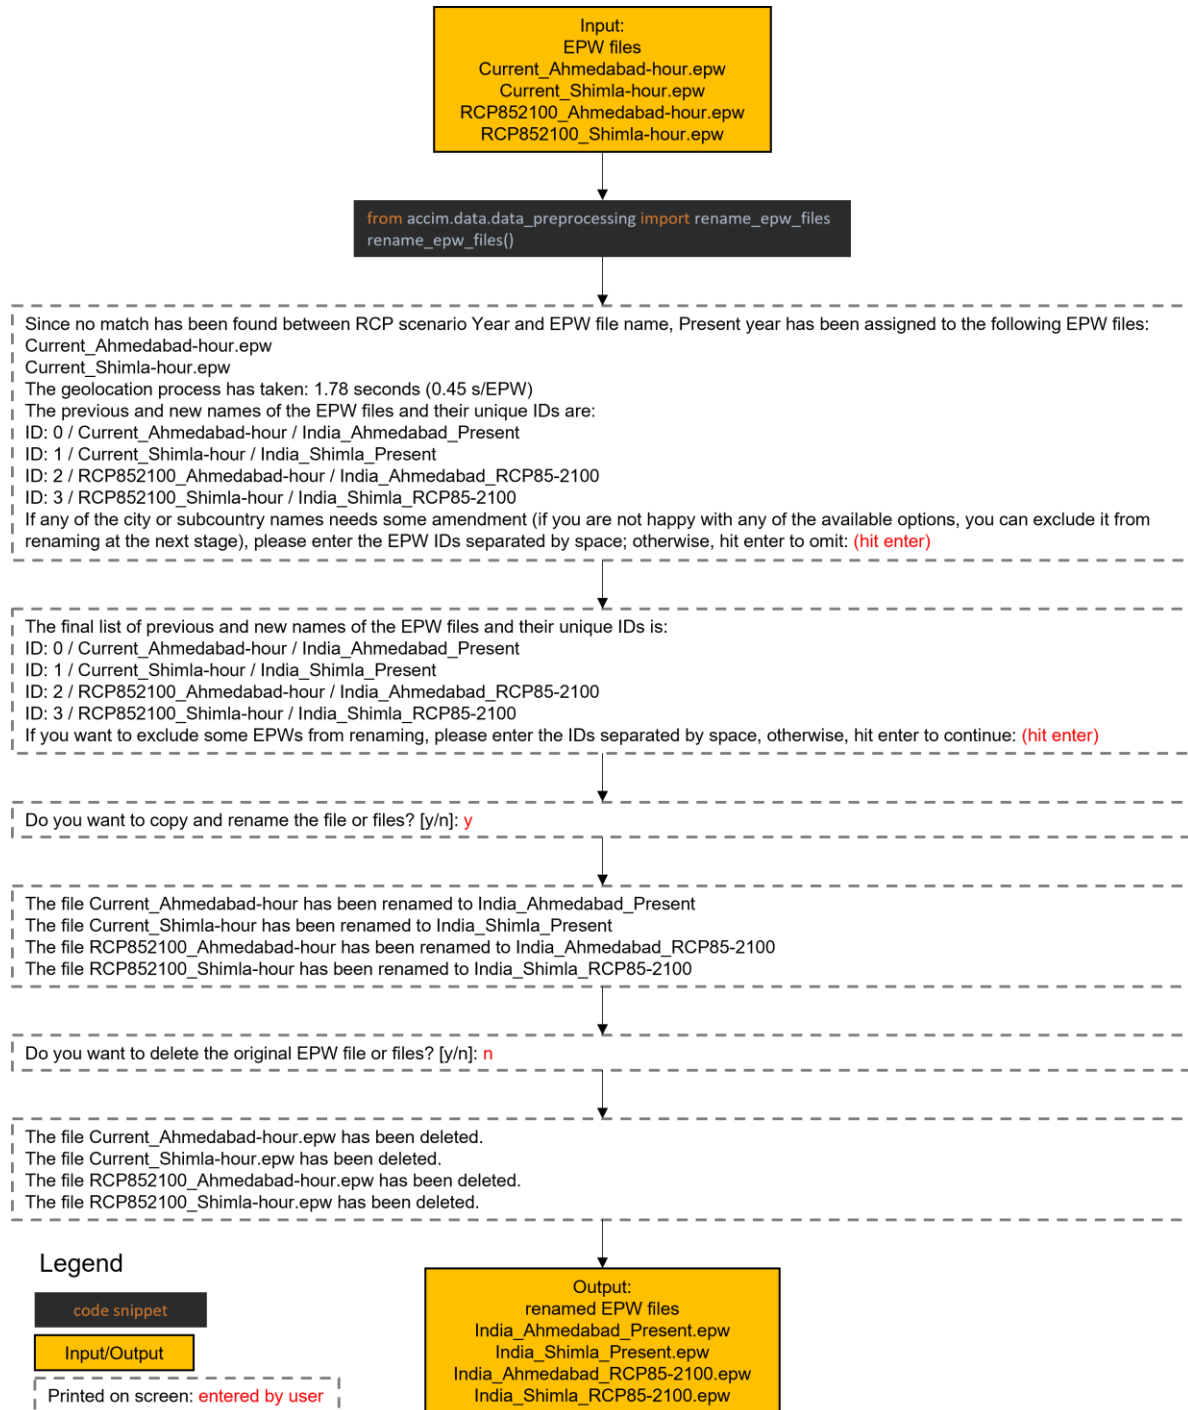 Input:
EPW files
Current_Ahmedabad-hour.epw
Current_Shimla-hour.epw
RCP852100_Ahmedabad-hour.epw
RCP852100_Shimla-hour.epw
from accim.data.data_preprocessing import rename_epw_files
rename_epw_files()
Since no match has been found between RCP scenario Year and EPW file name, Present year has been assigned to the following EPW files:
Current_Ahmedabad-hour.epw
Current_Shimla-hour.epw
The geolocation process has taken: 1.78 seconds (0.45 s/EPW)
The previous and new names of the EPW files and their unique IDs are:
ID: 0 / Current_Ahmedabad-hour / India_Ahmedabad_Present
ID: 1 / Current_Shimla-hour / India_Shimla_Present
ID: 2 / RCP852100_Ahmedabad-hour / India_Ahmedabad_RCP85-2100
ID: 3 / RCP852100_Shimla-hour / India_Shimla_RCP85-2100
If any of the city or subcountry names needs some amendment (if you are not happy with any of the available options, you can exclude it from
renaming at the next stage), please enter the EPW IDs separated by space; otherwise, hit enter to omit: (hit enter)
The final list of previous and new names of the EPW files and their unique IDs is:
ID: 0 / Current_Ahmedabad-hour / India_Ahmedabad_Present
ID: 1 / Current_Shimla-hour / India_Shimla_Present
ID: 2 / RCP852100_Ahmedabad-hour / India_Ahmedabad_RCP85-2100
ID: 3 / RCP852100_Shimla-hour / India_Shimla_RCP85-2100
If you want to exclude some EPWs from renaming, please enter the IDs separated by space, otherwise, hit enter to continue: (hit enter)
Do you want to copy and rename the file or files? [y/n]: y
The file Current_Ahmedabad-hour has been renamed to India_Ahmedabad_Present
The file Current_Shimla-hour has been renamed to India_Shimla_Present
The file RCP852100_Ahmedabad-hour has been renamed to India_Ahmedabad_RCP85-2100
The file RCP852100_Shimla-hour has been renamed to India_Shimla_RCP85-2100
Do you want to delete the original EPW file or files? [y/n]: n
The file Current_Ahmedabad-hour.epw has been deleted.
The file Current_Shimla-hour.epw has been deleted.
The file RCP852100_Ahmedabad-hour.epw has been deleted.
The file RCP852100_Shimla-hour.epw has been deleted.
Legend
code snippet
Input/Output
Printed on screen: entered by user
Output:
renamed EPW files
India_Ahmedabad_Present.epw
India_Shimla_Present.epw
India_Ahmedabad_RCP85-2100.epw
India_Shimla_RCP85-2100.epw